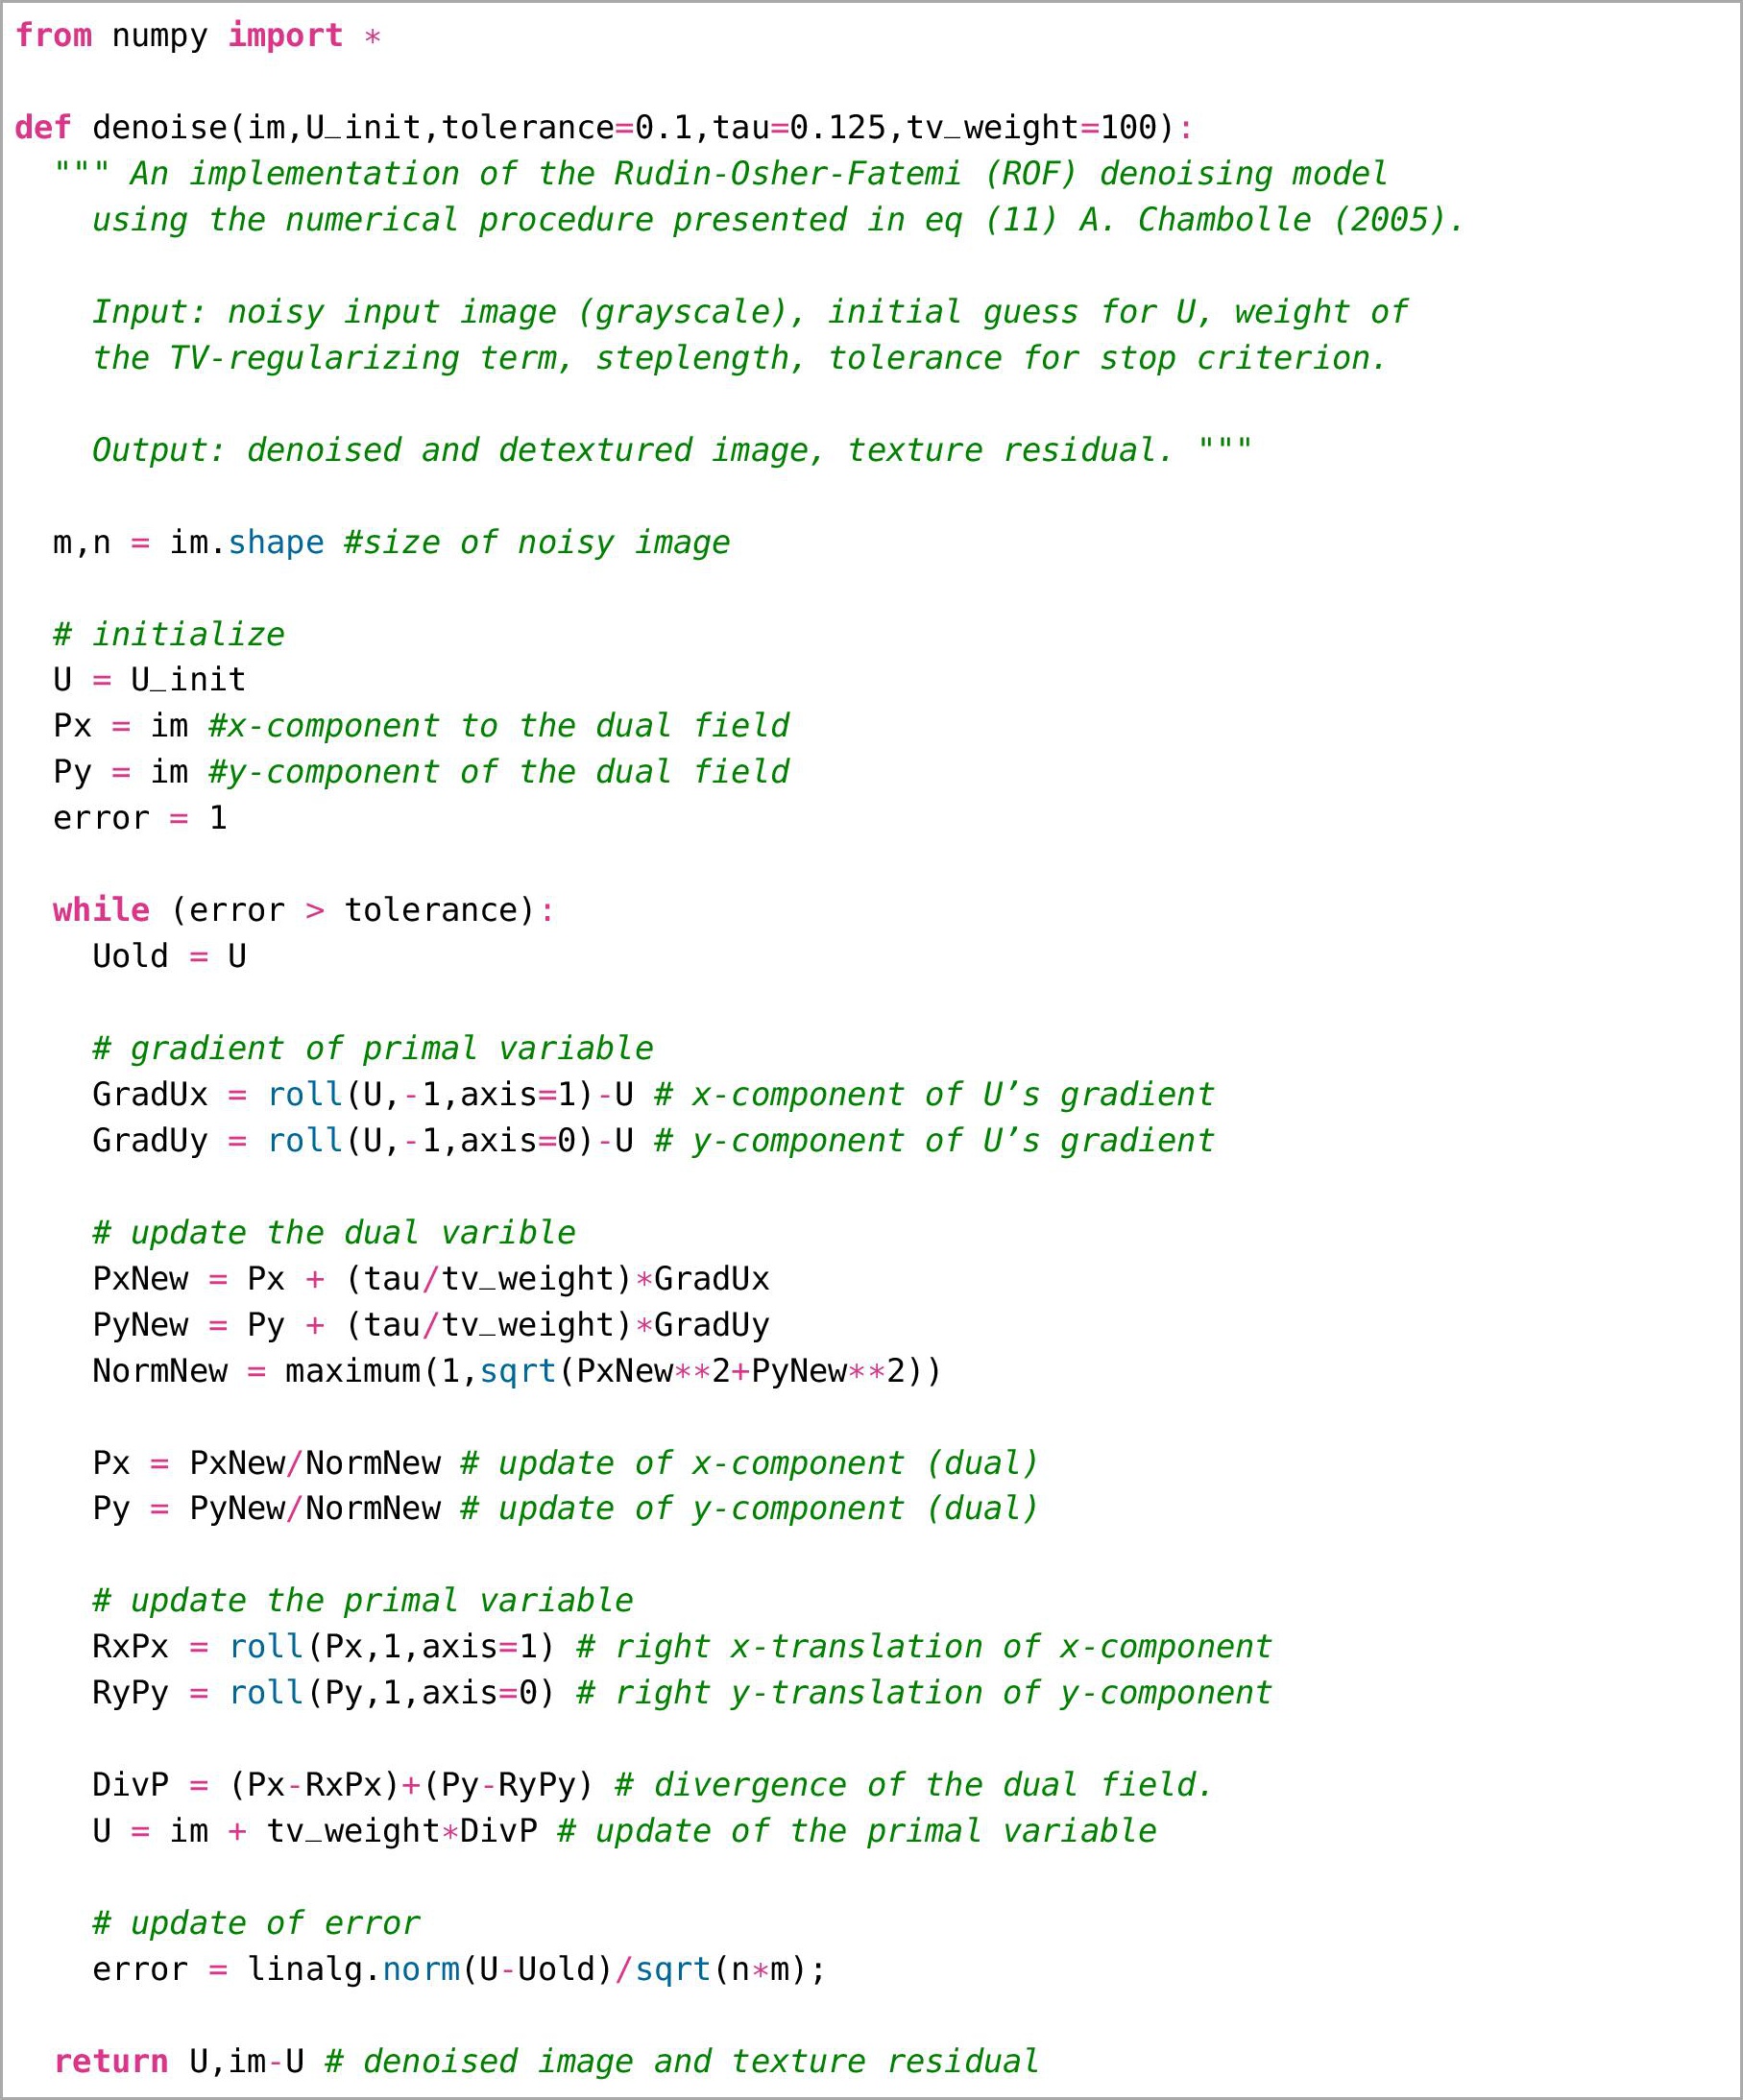 from numpy import *
def denoise(im,U_init,tolerance=0.1,tau=0.125,tv_weight=100):
""" An implementation of the Rudin-Osher-Fatemi (ROF) denoising model
using the numerical procedure presented in eq (11) A. Chambolle (2005).
Input: noisy input image (grayscale), initial guess for U, weight of
the TV-regularizing term, steplength, tolerance for stop criterion.
Output: denoised and detextured image, texture residual. """
m,n = im.shape #size of noisy image
# initialize
U = U_init
Px = im #x-component to the dual field
Py = im #y-component of the dual field
error = 1
while (error > tolerance):
Uold = U
# gradient of primal variable
GradUx = roll(U,-1,axis=1)-U # x-component of U’s gradient
GradUy = roll(U,-1,axis=0)-U # y-component of U’s gradient
# update the dual varible
PxNew = Px + (tau/tv_weight)*GradUx
PyNew = Py + (tau/tv_weight)*GradUy
NormNew = maximum(1,sqrt(PxNew**2+PyNew**2))
Px = PxNew/NormNew # update of x-component (dual)
Py = PyNew/NormNew # update of y-component (dual)
# update the primal variable
RxPx = roll(Px,1,axis=1) # right x-translation of x-component
RyPy = roll(Py,1,axis=0) # right y-translation of y-component
DivP = (Px-RxPx)+(Py-RyPy) # divergence of the dual field.
U = im + tv_weight*DivP # update of the primal variable
# update of error
error = linalg.norm(U-Uold)/sqrt(n*m);
return U,im-U # denoised image and texture residual